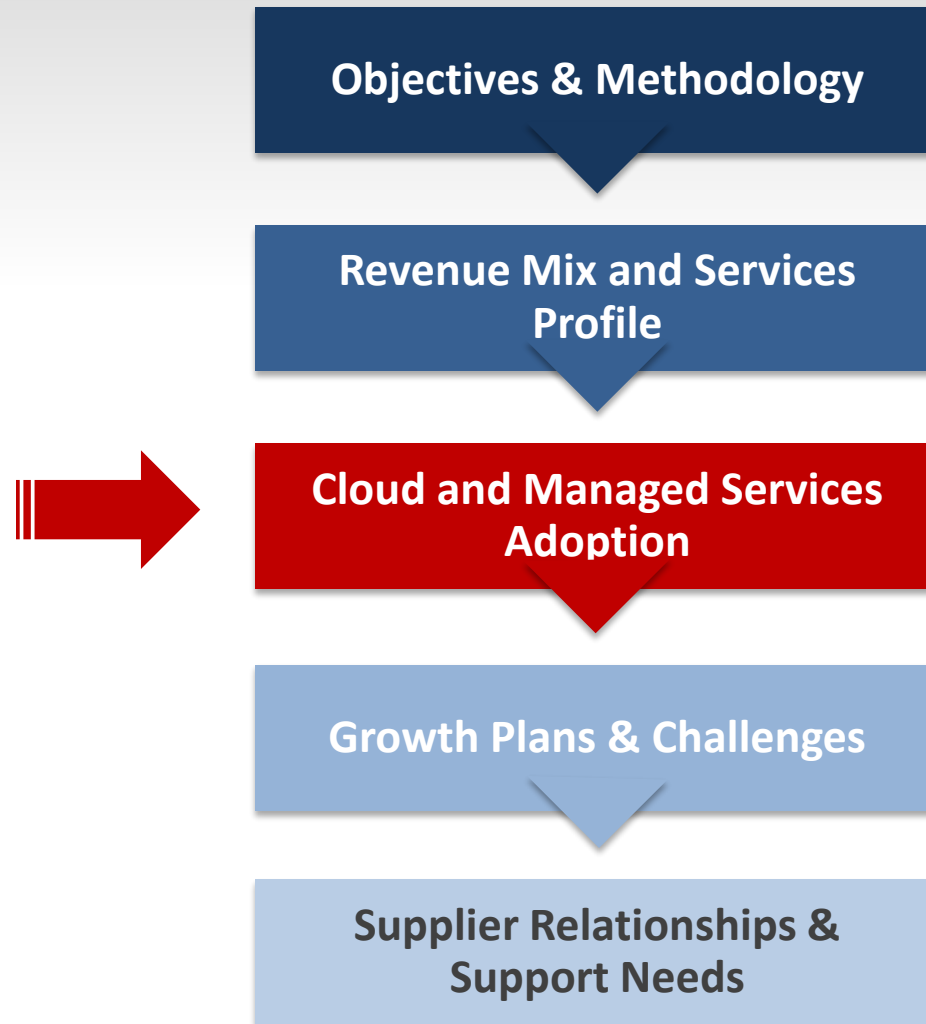 Objectives & Methodology
Revenue Mix and Services
Profile
Cloud and Managed Services
Adoption
Growth Plans & Challenges
Supplier Relationships &
Support Needs